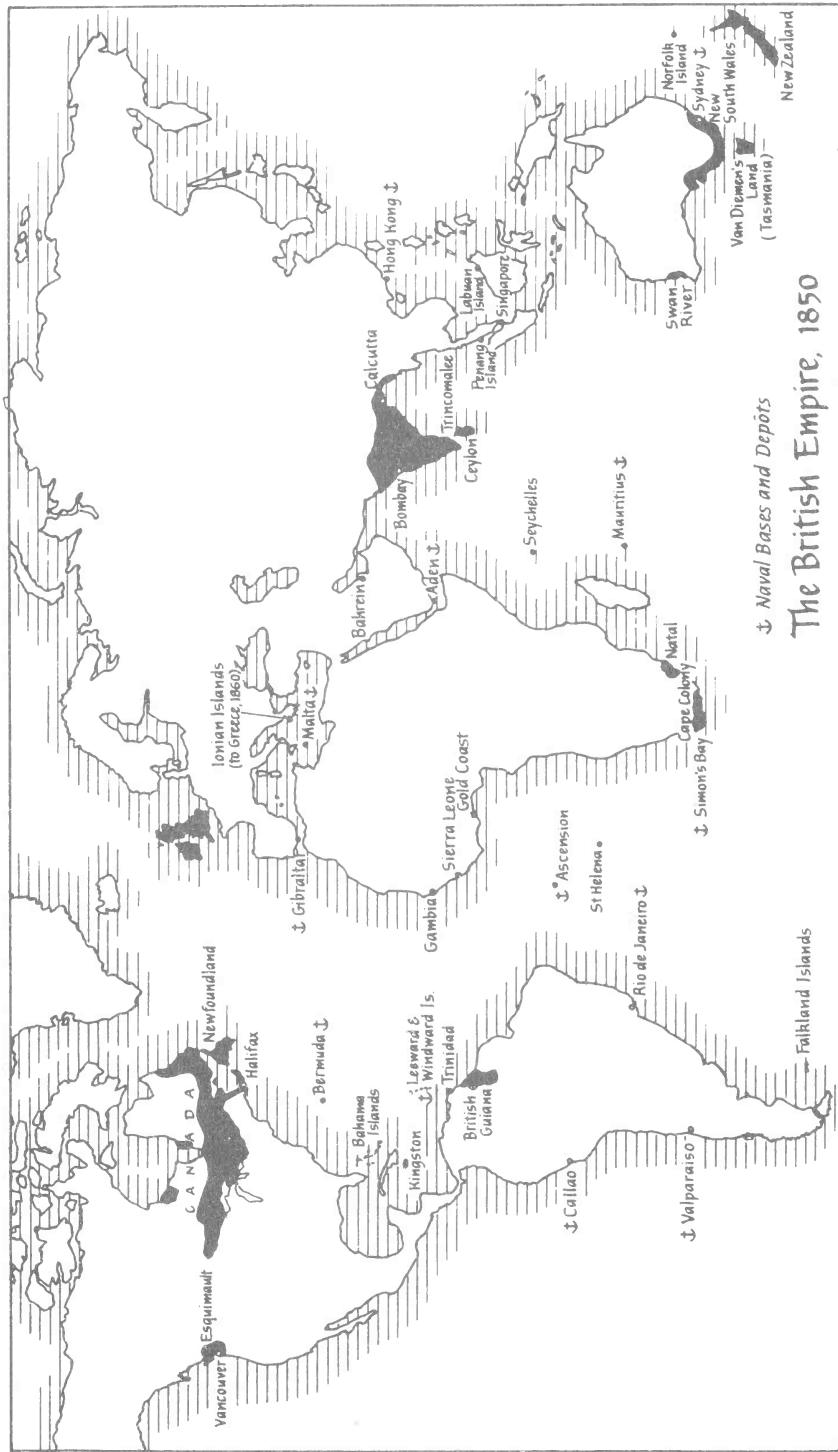 CANADA
Vancouver
Esquimault
Newfoundland
Halifax
Bermuda ⚓
Bahama
Islands
Kingston
Leeward &
⚓ Windward Is.
Trinidad
British
Guiana
⚓ Callao
⚓ Valparaiso
Rio de Janeiro ⚓
Falkland Islands
⚓ Ascension
St Helena
⚓ Gibraltar
Ionian Islands
(to Greece, 1860)
Malta ⚓
Gambia
Sierra Leone
Gold Coast
Cape Colony
Natal
⚓ Simon's Bay
Bahrein
Aden ⚓
Seychelles
Mauritius ⚓
Bombay
Calcutta
Trincomalee
Ceylon
Penang
Island
Labuan
Island
Singapore
Hong Kong ⚓
Swan
River
Norfolk
Island
Sydney ⚓
New
South Wales
Van Diemen's
Land
(Tasmania)
New Zealand
⚓ Naval Bases and Depôts
The British Empire, 1850